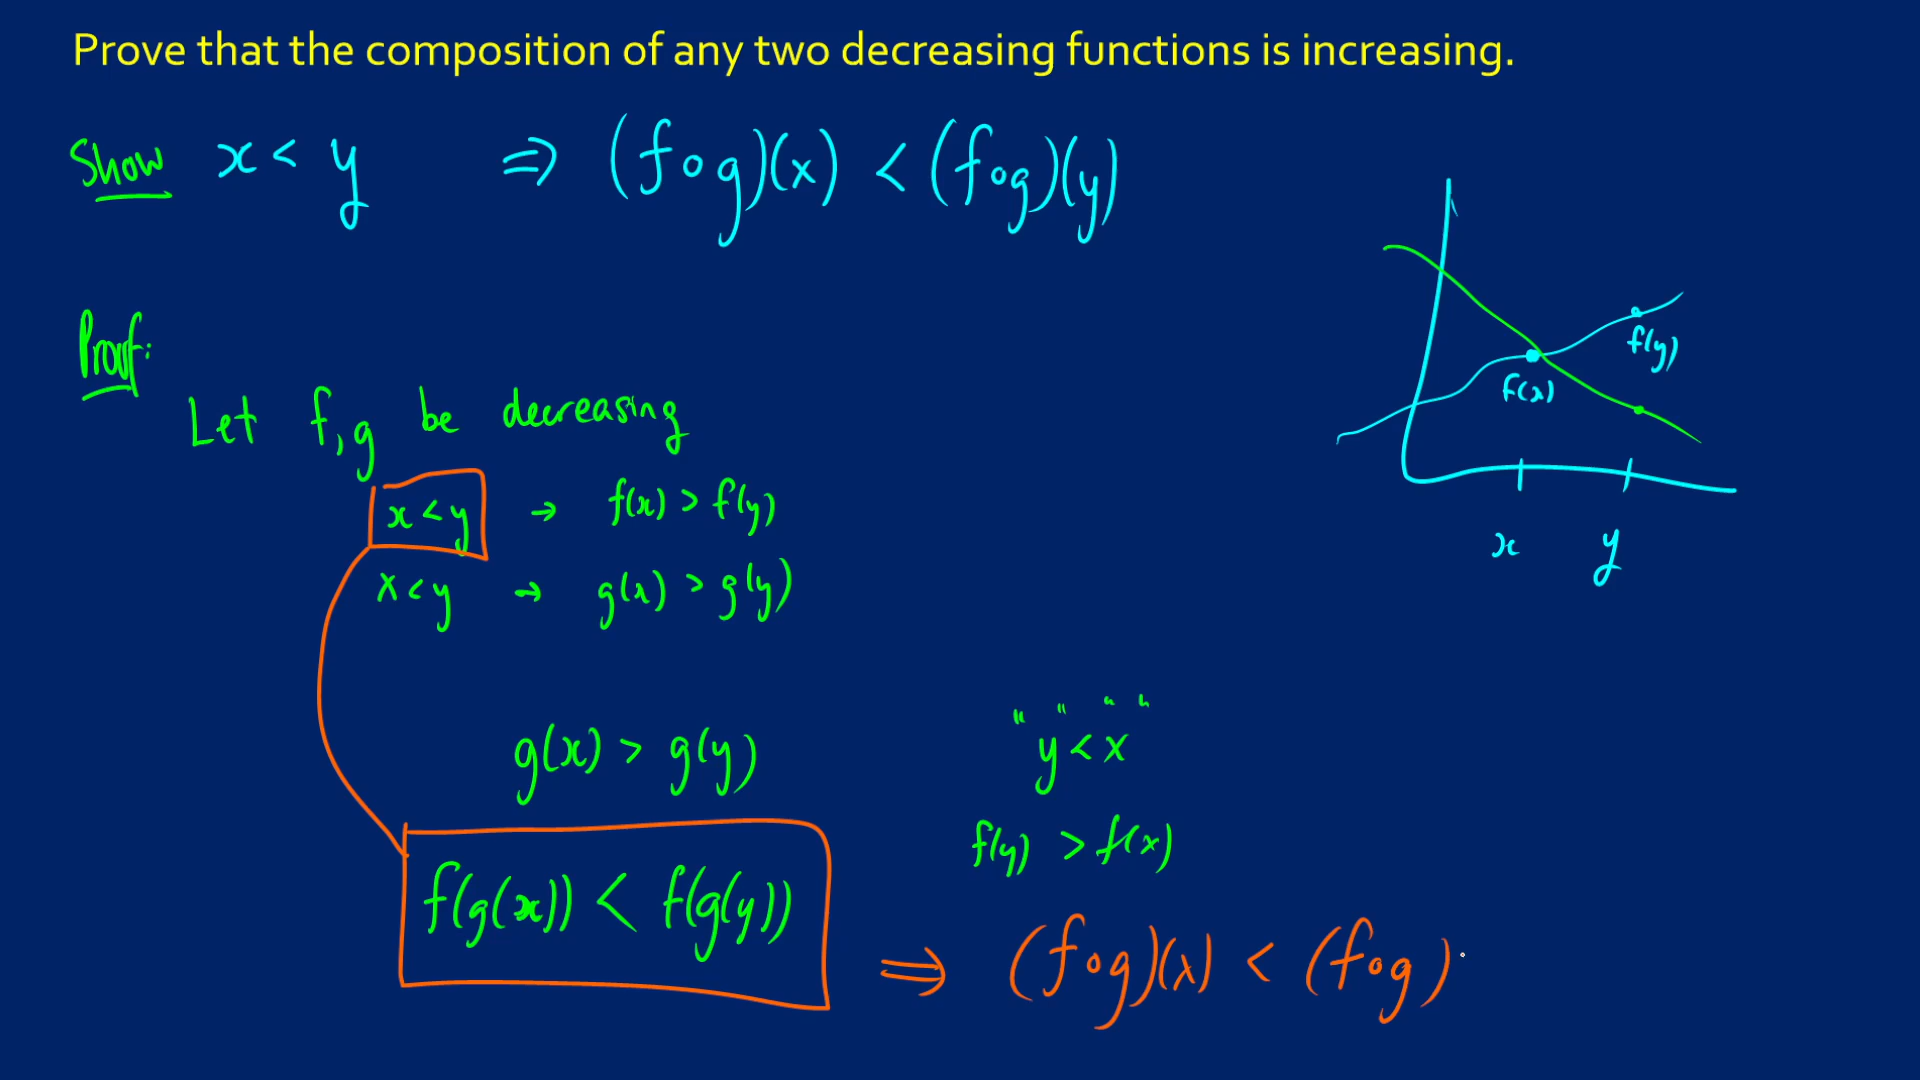 Prove that the composition of any two decreasing functions is increasing.
Show x < y ⇒ (f∘g)(x) < (f∘g)(y)
Proof:
Let f, g be decreasing
x < y → f(x) > f(y)
x < y → g(x) > g(y)
g(x) > g(y)
f(g(x)) < f(g(y))
" " " "
y < x
f(y) > f(x)
⇒ (f∘g)(x) < (f∘g)
f(y)
f(x)
x y